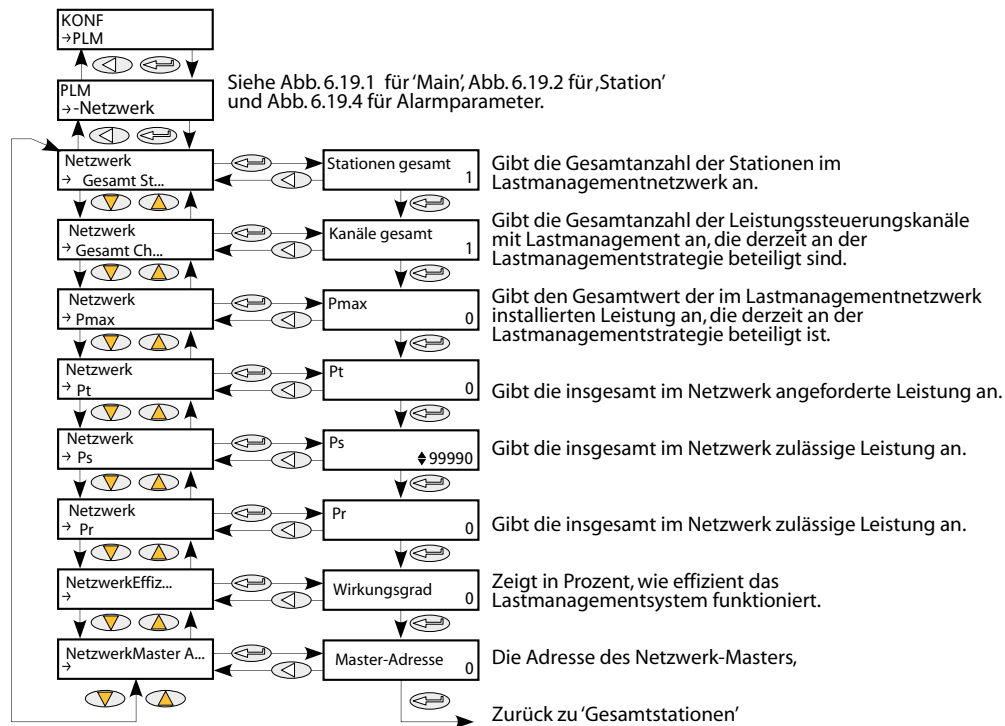 KONF
→PLM
PLM
→-Netzwerk
Siehe Abb. 6.19.1 für 'Main', Abb. 6.19.2 für ‚Station'
und Abb. 6.19.4 für Alarmparameter.
Netzwerk
→ Gesamt St...
Stationen gesamt
1
Gibt die Gesamtanzahl der Stationen im
Lastmanagementnetzwerk an.
Netzwerk
→ Gesamt Ch...
Kanäle gesamt
1
Gibt die Gesamtanzahl der Leistungssteuerungskanäle
mit Lastmanagement an, die derzeit an der
Lastmanagementstrategie beteiligt sind.
Netzwerk
→ Pmax
Pmax
0
Gibt den Gesamtwert der im Lastmanagementnetzwerk
installierten Leistung an, die derzeit an der
Lastmanagementstrategie beteiligt ist.
Netzwerk
→ Pt
Pt
0
Gibt die insgesamt im Netzwerk angeforderte Leistung an.
Netzwerk
→ Ps
Ps
♦99990
Gibt die insgesamt im Netzwerk zulässige Leistung an.
Netzwerk
→ Pr
Pr
0
Gibt die insgesamt im Netzwerk zulässige Leistung an.
NetzwerkEffiz...
→
Wirkungsgrad
0
Zeigt in Prozent, wie effizient das
Lastmanagementsystem funktioniert.
NetzwerkMaster A...
→
Master-Adresse
0
Die Adresse des Netzwerk-Masters,
Zurück zu 'Gesamtstationen'